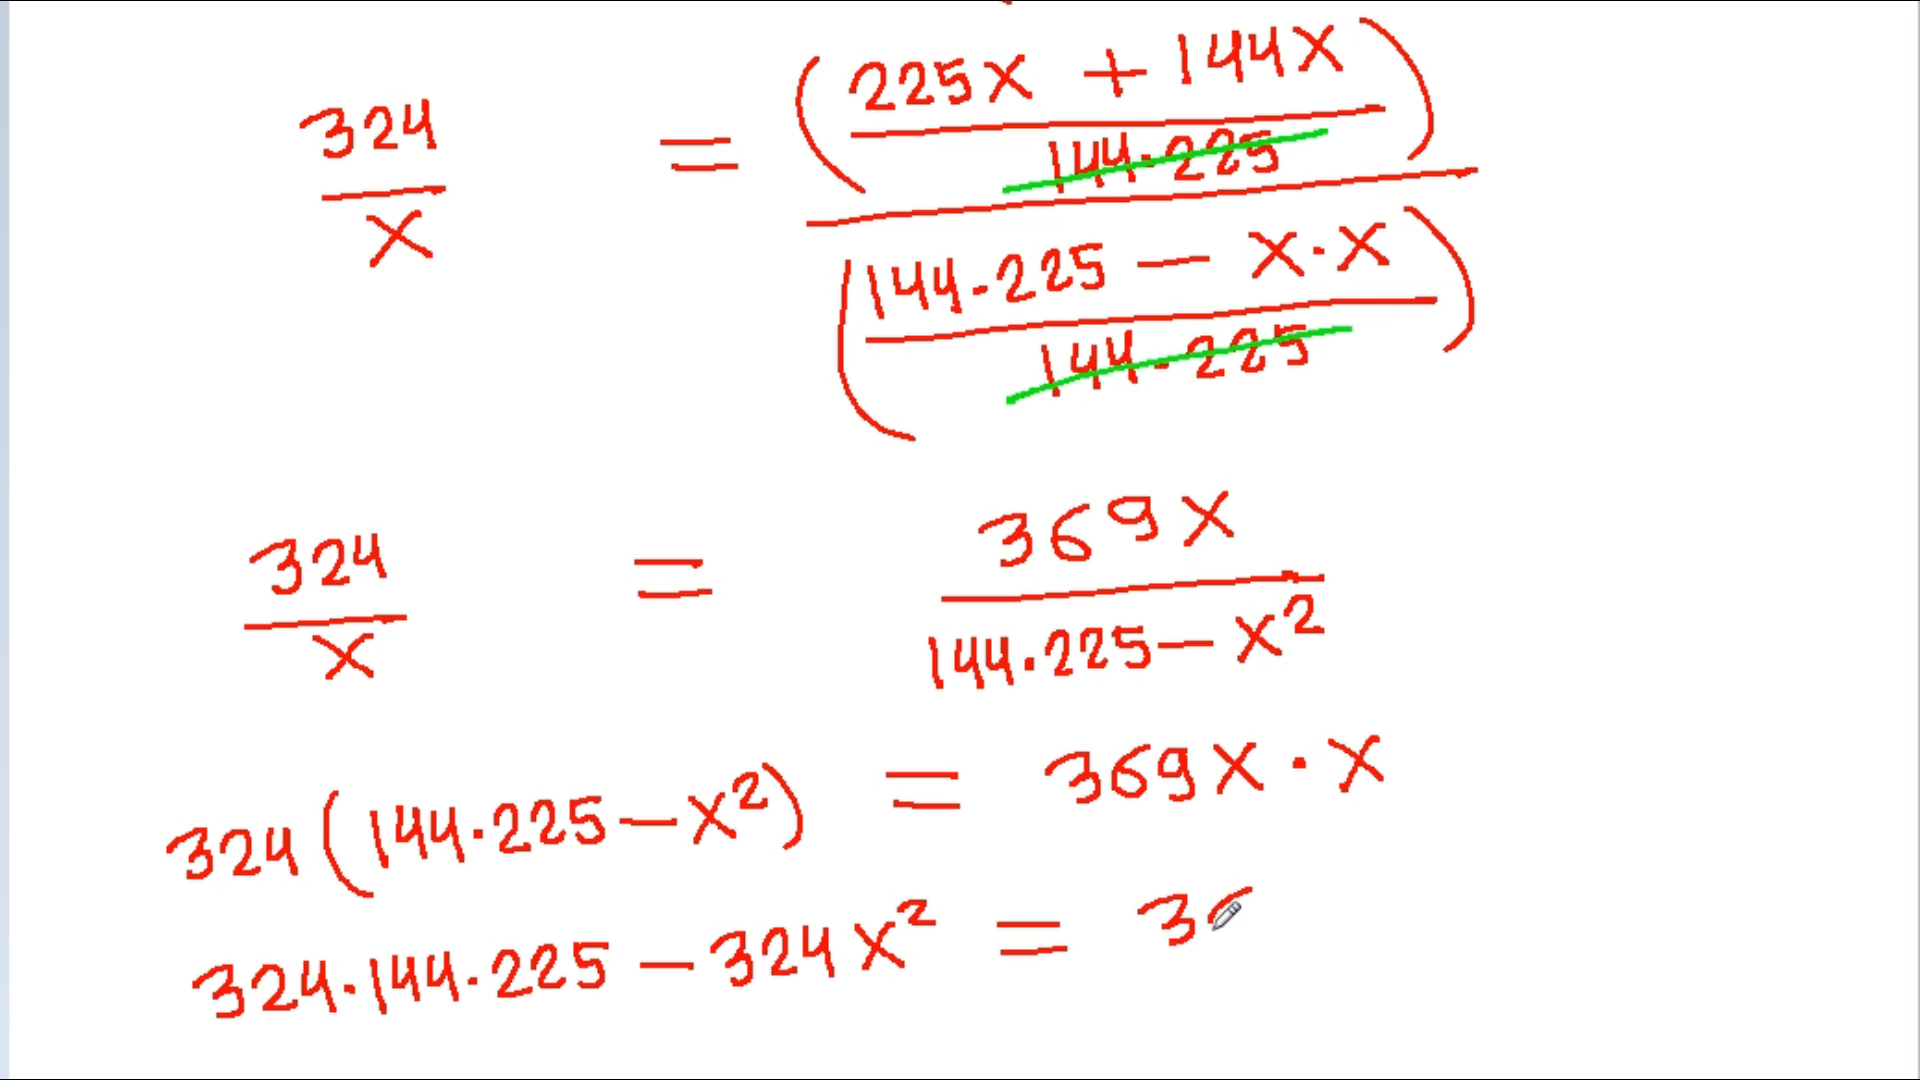 324/x = ((225x + 144x)/(144·225))/((144·225 − x·x)/(144·225))
324/x = 369x/(144·225 − x²)
324(144·225 − x²) = 369x · x
324·144·225 − 324x² = 36